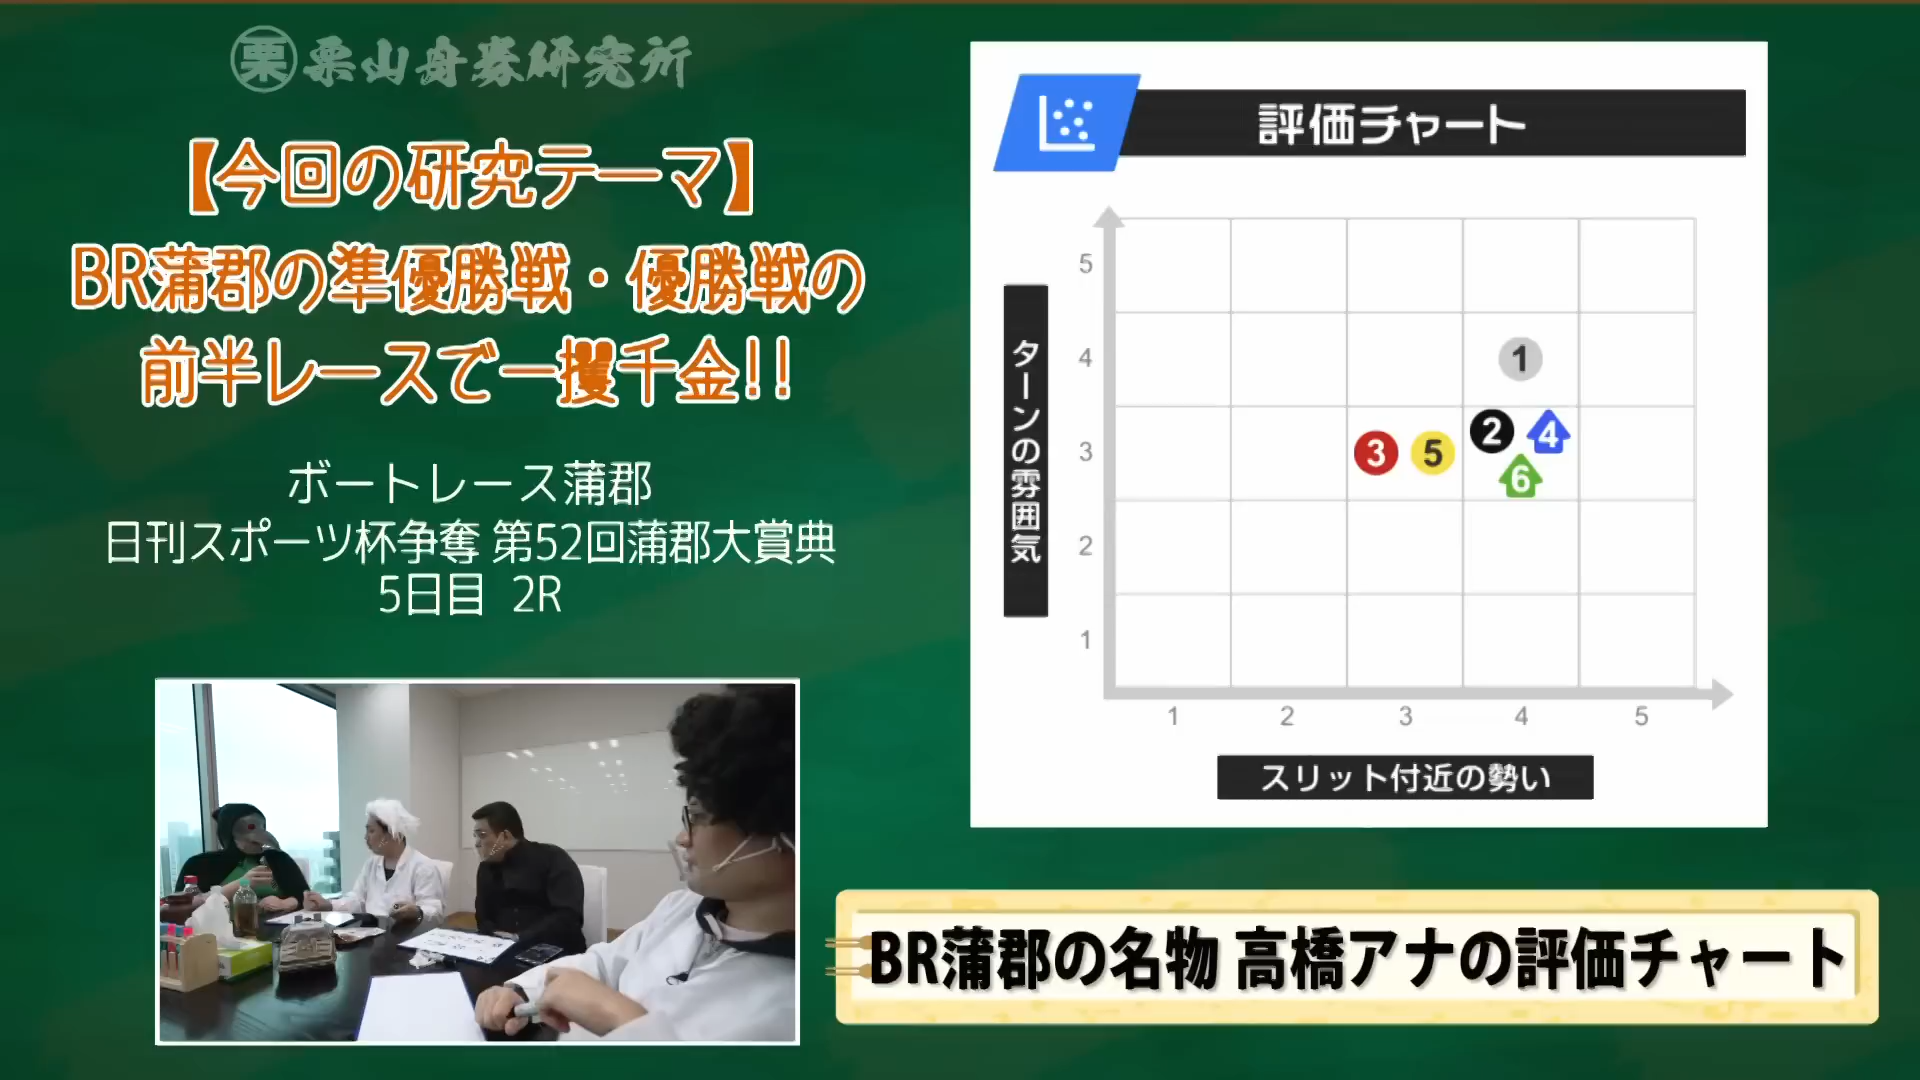 栗 栗山舟券研究所
【今回の研究テーマ】
BR蒲郡の準優勝戦・優勝戦の
前半レースで一攫千金!!
ボートレース蒲郡
日刊スポーツ杯争奪 第52回蒲郡大賞典
5日目 2R
評価チャート
ターンの雰囲気
5
4
3
2
1
1
2
4
3
5
6
1 2 3 4 5
スリット付近の勢い
BR蒲郡の名物 高橋アナの評価チャート